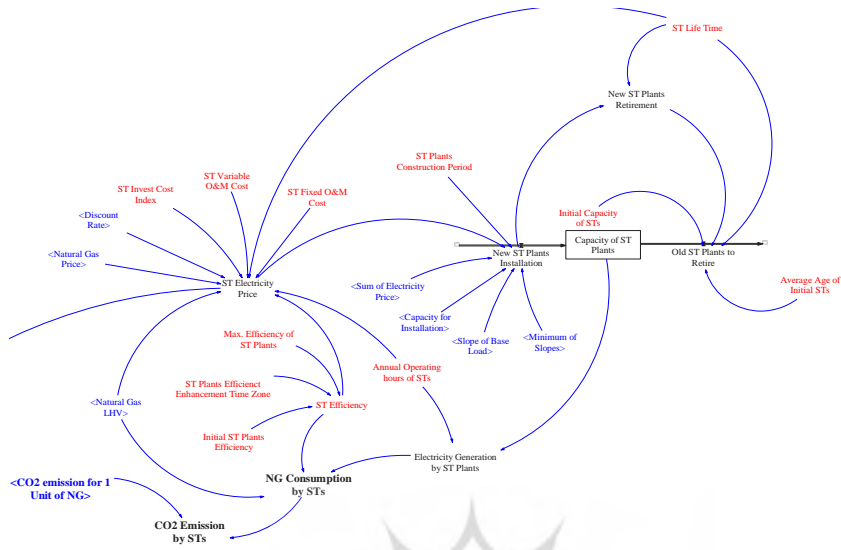 ST Life Time
New ST Plants
Retirement
ST Plants
Construction Period
ST Variable
O&M Cost
ST Invest Cost
Index
ST Fixed O&M
Cost
<Discount
Rate>
<Natural Gas
Price>
Initial Capacity
of STs
Capacity of ST
Plants
New ST Plants
Installation
Old ST Plants to
Retire
ST Electricity
Price
<Sum of Electricity
Price>
Average Age of
Initial STs
<Capacity for
Installation>
<Slope of Base
Load>
<Minimum of
Slopes>
Max. Efficiency of
ST Plants
Annual Operating
hours of STs
ST Plants Efficienct
Enhancement Time Zone
<Natural Gas
LHV>
ST Efficiency
Initial ST Plants
Efficiency
Electricity Generation
by ST Plants
NG Consumption
by STs
<CO2 emission for 1
Unit of NG>
CO2 Emission
by STs